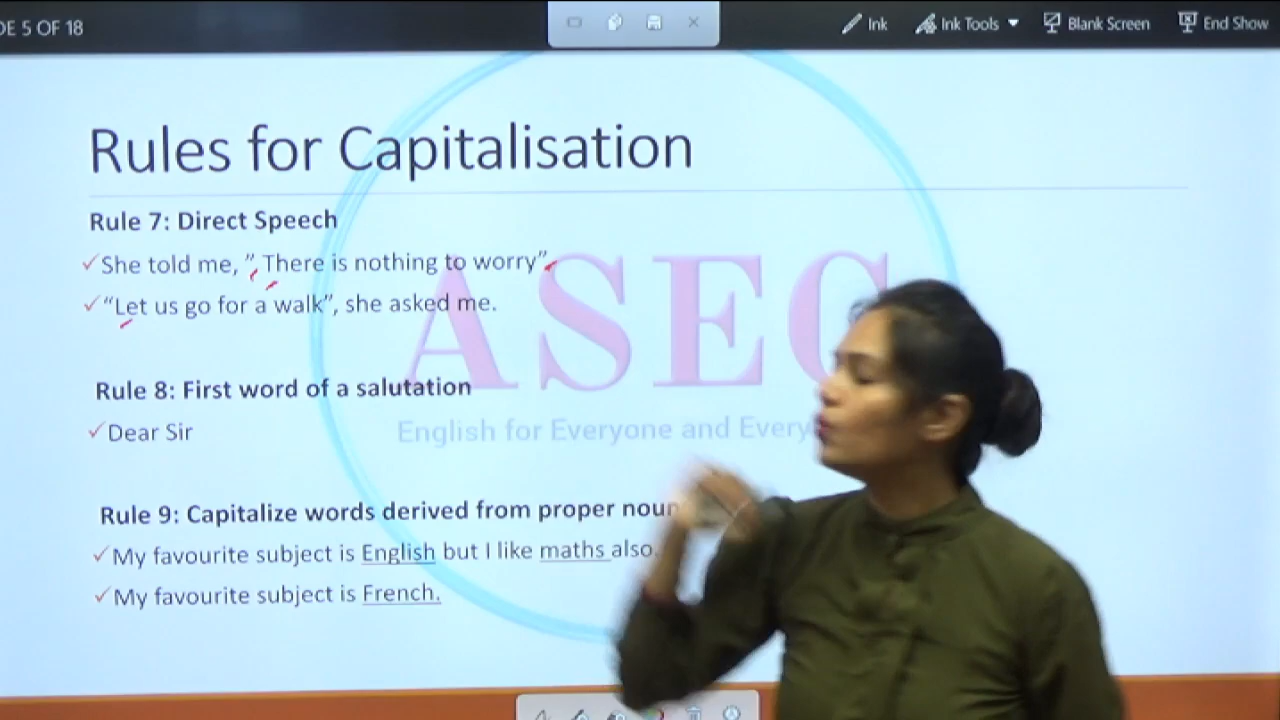 DE 5 OF 18
Ink
Ink Tools
Blank Screen
End Show
Rules for Capitalisation
Rule 7: Direct Speech
She told me, ” There is nothing to worry”
“Let us go for a walk”, she asked me.
ASEC
English for Everyone and Every
Rule 8: First word of a salutation
Dear Sir
Rule 9: Capitalize words derived from proper noun
My favourite subject is English but I like maths also.
My favourite subject is French.